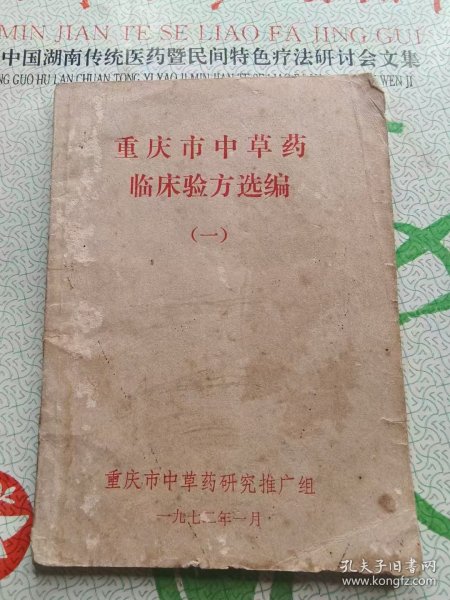 MIN JIAN TE SE LIAO FA JING GUI
中国湖南传统医药暨民间特色疗法研讨会文集
重庆市中草药
临床验方选编
(一)
重庆市中草药研究推广组
一九七二年一月
孔夫子旧书网
www.kongfz.com